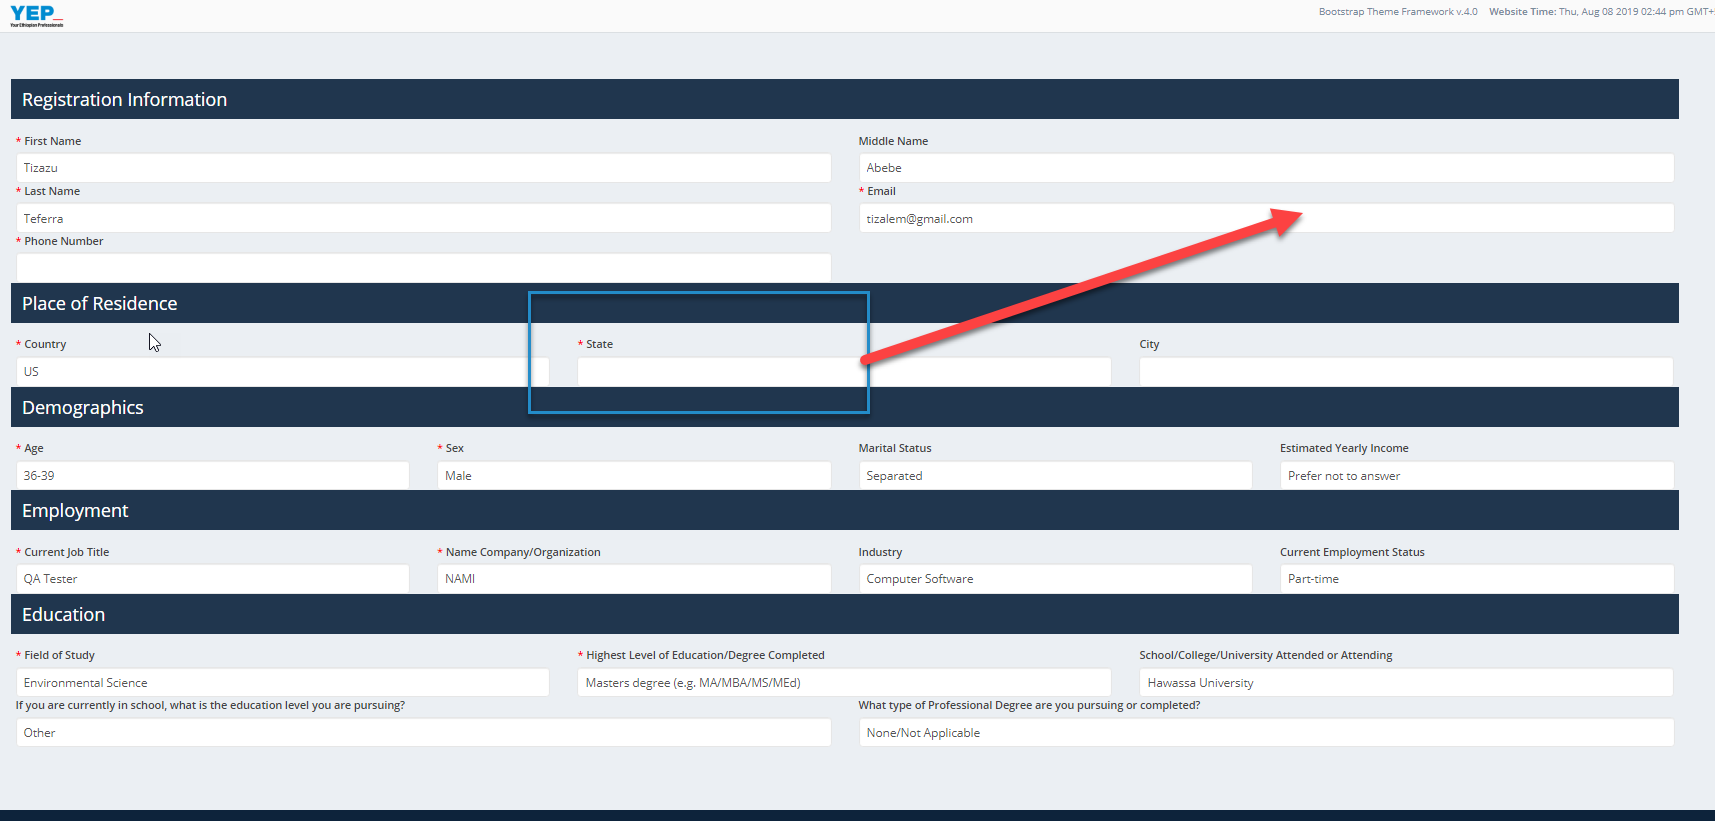 YEP_
Your Ethiopian Professionals
Bootstrap Theme Framework v.4.0 Website Time: Thu, Aug 08 2019 02:44 pm GMT+
Registration Information
* First Name
Middle Name
Tizazu
Abebe
* Last Name
* Email
Teferra
tizalem@gmail.com
* Phone Number
Place of Residence
* Country
* State
City
US
Demographics
* Age
* Sex
Marital Status
Estimated Yearly Income
36-39
Male
Separated
Prefer not to answer
Employment
* Current Job Title
* Name Company/Organization
Industry
Current Employment Status
QA Tester
NAMI
Computer Software
Part-time
Education
* Field of Study
* Highest Level of Education/Degree Completed
School/College/University Attended or Attending
Environmental Science
Masters degree (e.g. MA/MBA/MS/MEd)
Hawassa University
If you are currently in school, what is the education level you are pursuing?
What type of Professional Degree are you pursuing or completed?
Other
None/Not Applicable